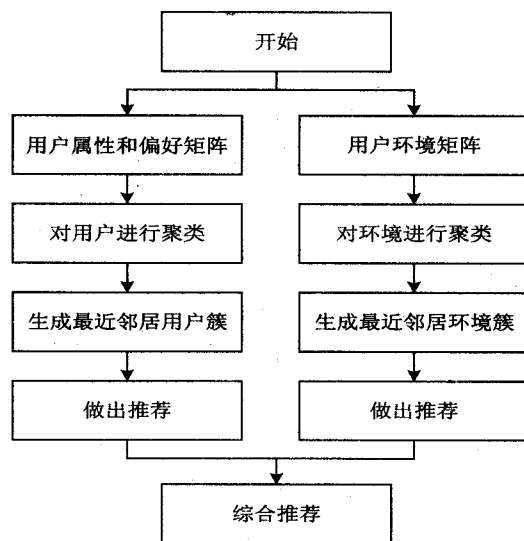 开始
用户属性和偏好矩阵
用户环境矩阵
对用户进行聚类
对环境进行聚类
生成最近邻居用户簇
生成最近邻居环境簇
做出推荐
做出推荐
综合推荐